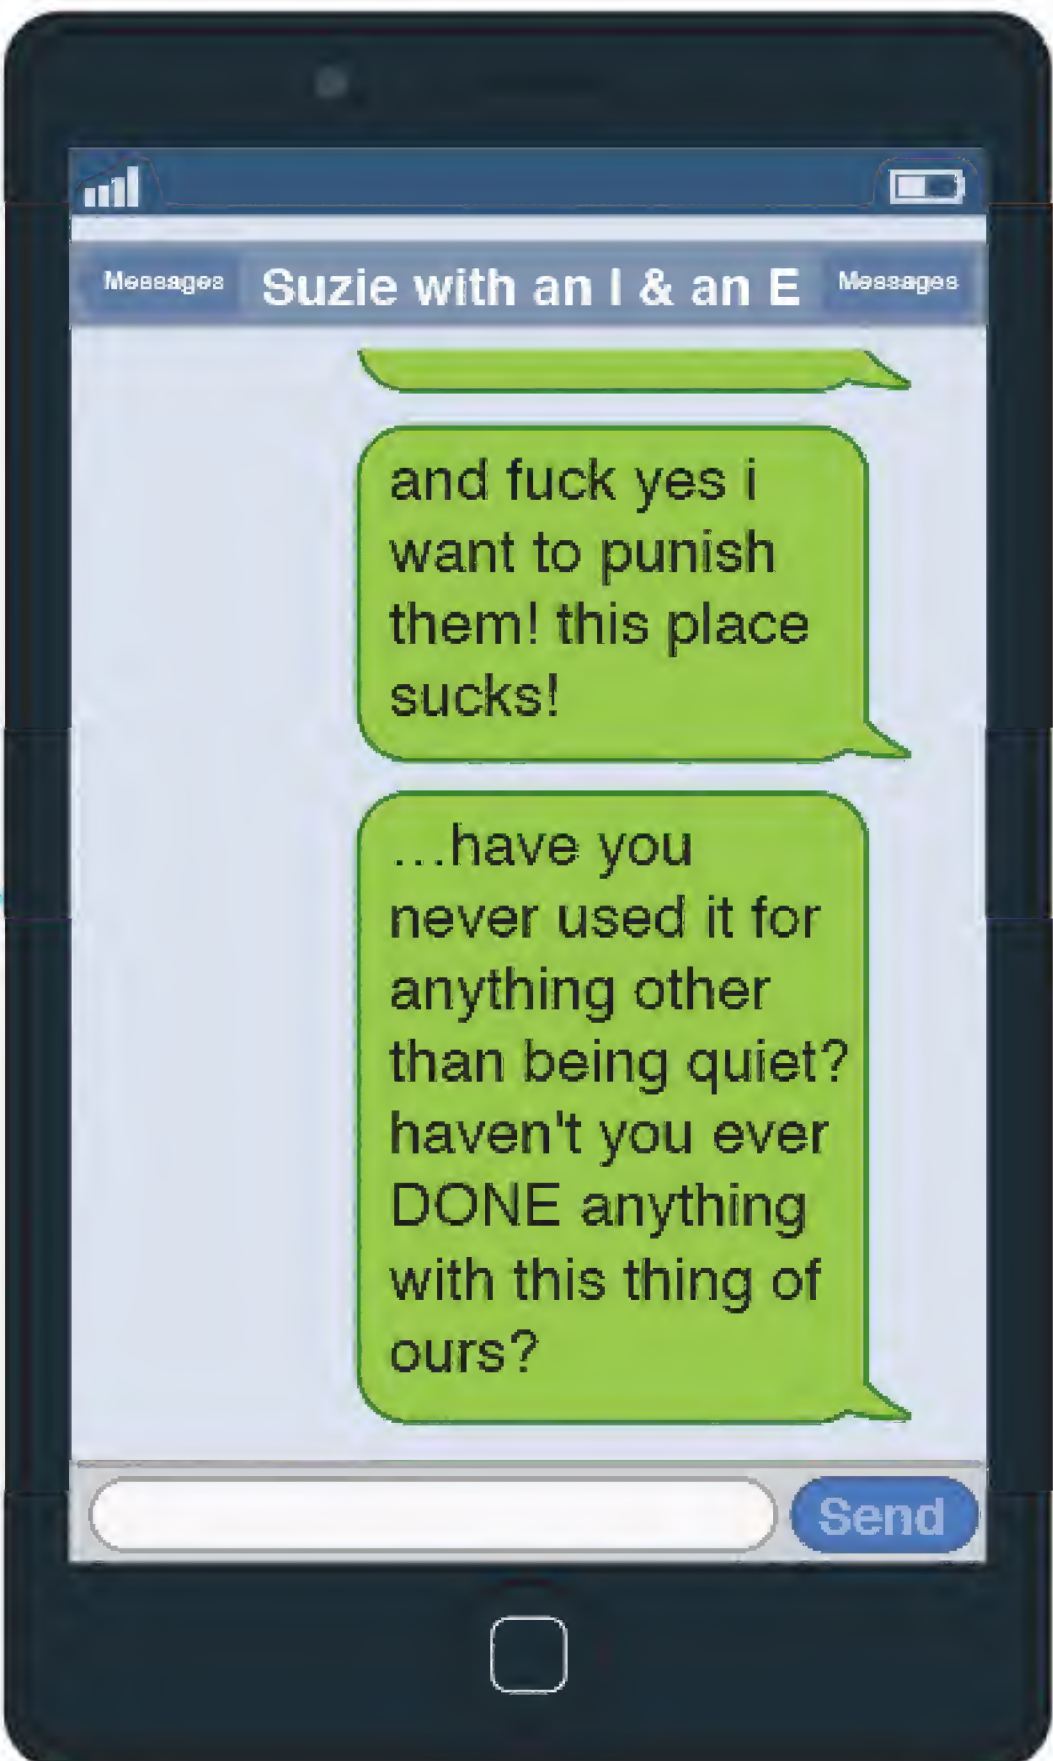 Messages Suzie with an I & an E Messages
and fuck yes i
want to punish
them! this place
sucks!
...have you
never used it for
anything other
than being quiet?
haven't you ever
DONE anything
with this thing of
ours?
Send